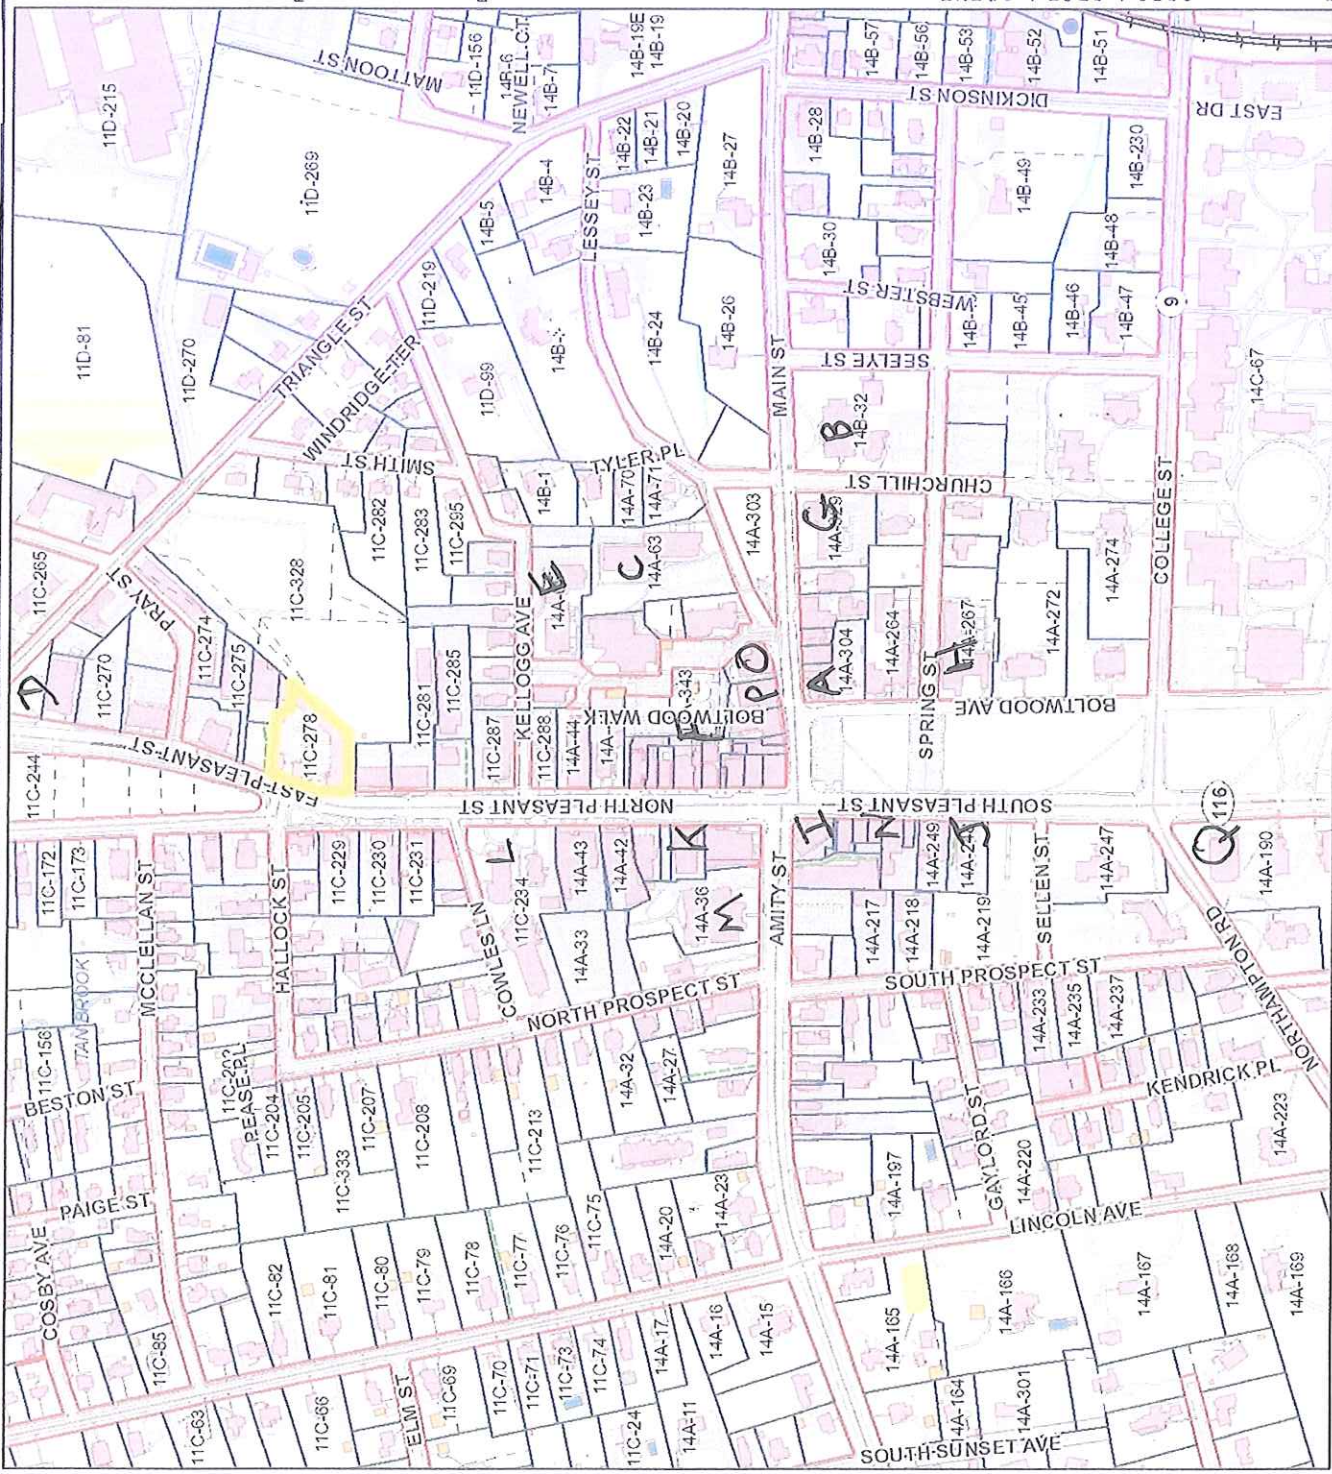 11D-215
MATTOON ST
11D-156
14B-6
NEWELL CT
14B-7
14B-19E
14B-19
14B-57
14B-56
14B-53
14B-52
14B-51
DICKINSON ST
EAST DR
11D-269
11D-81
11D-270
TRIANGLE ST
WINDRIDGE TER
11D-219
14B-5
14B-4
LESSEY ST
14B-22
14B-21
14B-20
14B-23
14B-27
14B-28
14B-49
14B-230
14B-30
14B-48
WEBSTER ST
14B-45
14B-46
14B-47
9
14B-24
14B-26
MAIN ST
SEELYE ST
11D-99
SMITH ST
14B-1
TYLER PL
14A-70
14A-71
14B-32
B
CHURCHILL ST
COLLEGE ST
14C-67
11C-265
PRAY ST
11C-328
11C-282
11C-283
11C-295
KELLOGG AVE
E
C
14A-63
14A-303
G
14A-274
14A-272
D
11C-270
11C-274
11C-275
11C-278
11C-281
11C-285
11C-287
11C-288
14A-44
BOLTWOOD WALK
F
-343
PO
A
14A-304
14A-264
SPRING ST
H
14A-267
BOLTWOOD AVE
11C-244
EAST PLEASANT ST
NORTH PLEASANT ST
SOUTH PLEASANT ST
116
Q
14A-190
11C-172
11C-173
MCCLELLAN ST
HALLOCK ST
11C-229
11C-230
11C-231
COWLES LN
L
11C-234
14A-43
14A-42
K
14A-36
M
AMITY ST
I
N
14A-249
J
SELLEN ST
14A-247
14A-217
14A-218
14A-219
14A-33
NORTH PROSPECT ST
SOUTH PROSPECT ST
NORTHAMPTON RD
TAN BROOK
11C-156
BESTON ST
PEASE PL
11C-204
11C-205
11C-207
11C-333
11C-208
11C-213
14A-32
14A-27
14A-233
14A-235
14A-237
KENDRICK PL
GAYLORD ST
14A-197
14A-220
14A-223
PAIGE ST
COSBY AVE
11C-85
11C-82
11C-81
11C-80
11C-79
11C-78
11C-77
11C-76
11C-75
14A-20
14A-23
LINCOLN AVE
11C-63
11C-66
ELM ST
11C-69
11C-70
11C-71
11C-73
11C-74
14A-17
14A-16
14A-15
14A-165
14A-166
14A-167
14A-168
14A-169
11C-24
14A-11
14A-164
14A-301
SOUTH SUNSET AVE